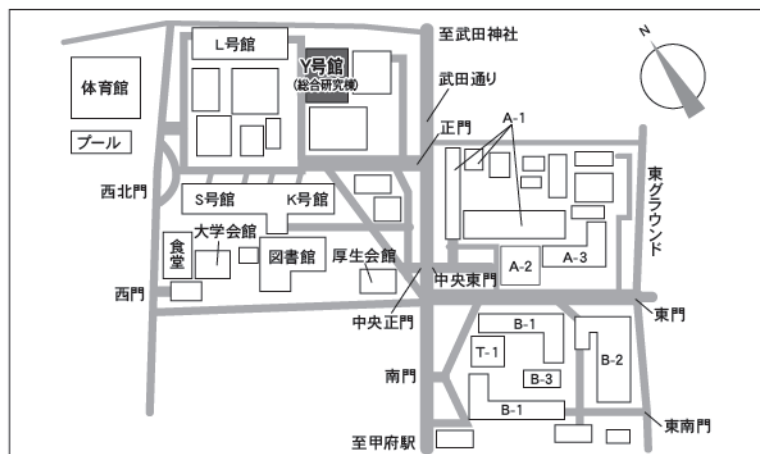 L号館
至武田神社
N
Y号館
(総合研究棟)
武田通り
体育館
A-1
正門
プール
東グラウンド
西北門
S号館
K号館
大学会館
食堂
図書館
厚生会館
A-2
A-3
中央東門
西門
中央正門
東門
B-1
T-1
B-2
南門
B-3
B-1
東南門
至甲府駅